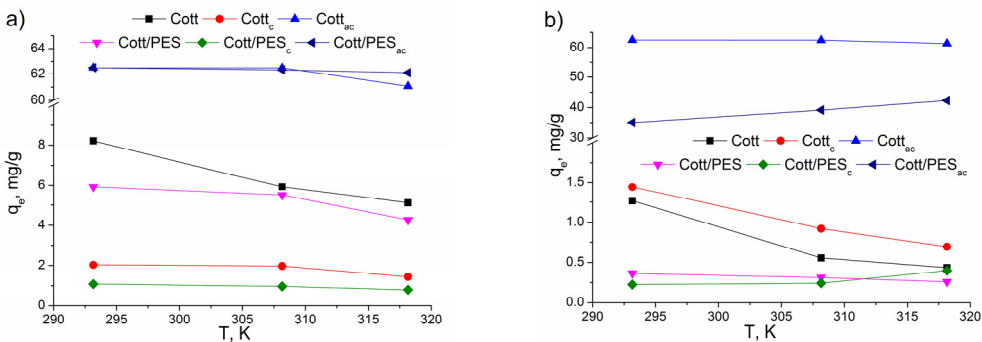 a)
Cott Cott_c Cott_ac
Cott/PES Cott/PES_c Cott/PES_ac
64
62
60
8
6
4
2
0
q_e, mg/g
290 295 300 305 310 315 320
T, K
b)
60
50
40
30
Cott Cott_c Cott_ac
Cott/PES Cott/PES_c Cott/PES_ac
1.5
1.0
0.5
0.0
q_e, mg/g
290 295 300 305 310 315 320
T, K